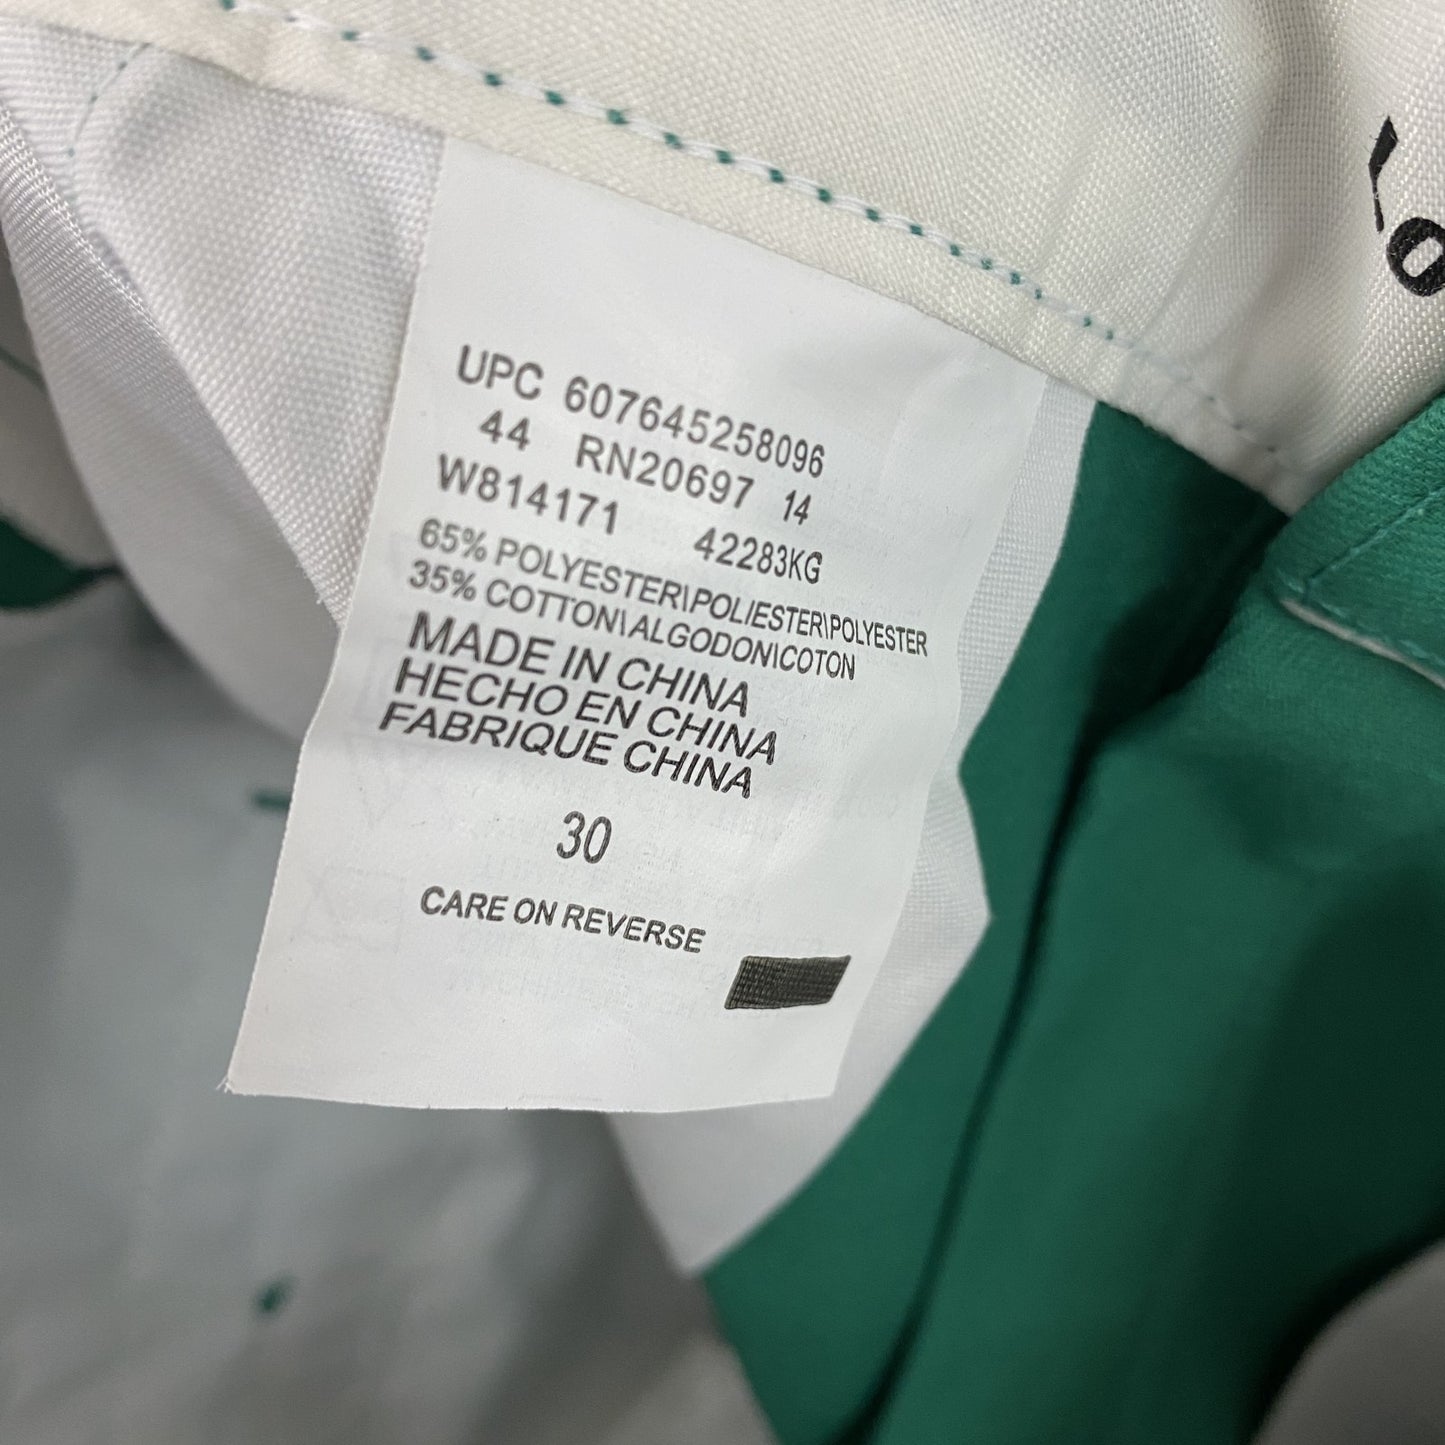 UPC 607645258096
44 RN20697 14
W814171 42283KG
65% POLYESTER\POLIESTER\POLYESTER
35% COTTON\ALGODON\COTON
MADE IN CHINA
HECHO EN CHINA
FABRIQUE CHINA
30
CARE ON REVERSE